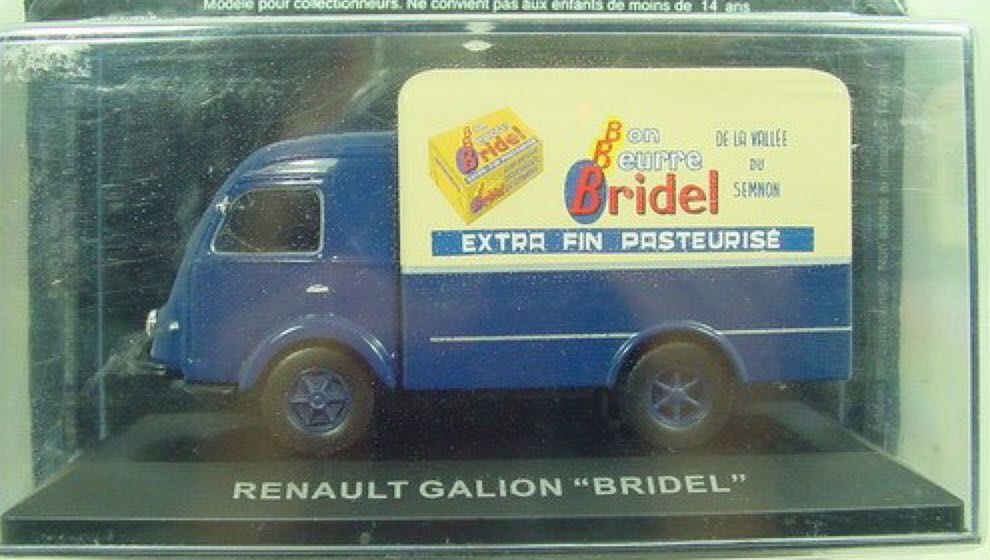 Modèle pour collectionneurs. Ne convient pas aux enfants de moins de 14 ans
Bon
Beurre
Bridel
DE LA VALLÉE
DU
SEMNON
Bridel
EXTRA FIN PASTEURISÉ
RENAULT GALION “BRIDEL”